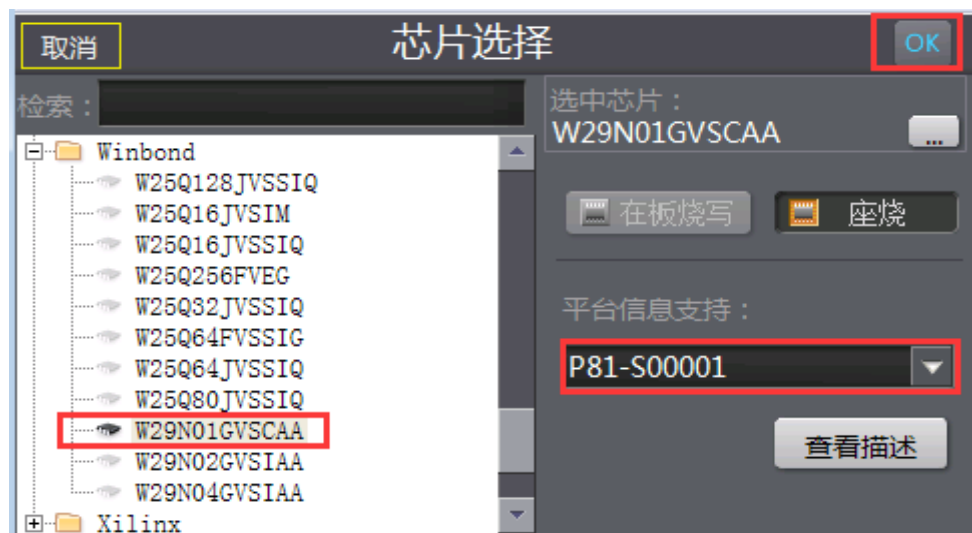 取消
芯片选择
OK
检索：
Winbond
W25Q128JVSSIQ
W25Q16JVSIM
W25Q16JVSSIQ
W25Q256FVEG
W25Q32JVSSIQ
W25Q64FVSSIG
W25Q64JVSSIQ
W25Q80JVSSIQ
W29N01GVSCAA
W29N02GVSIAA
W29N04GVSIAA
Xilinx
选中芯片：
W29N01GVSCAA
...
在板烧写
座烧
平台信息支持：
P81-S00001
查看描述